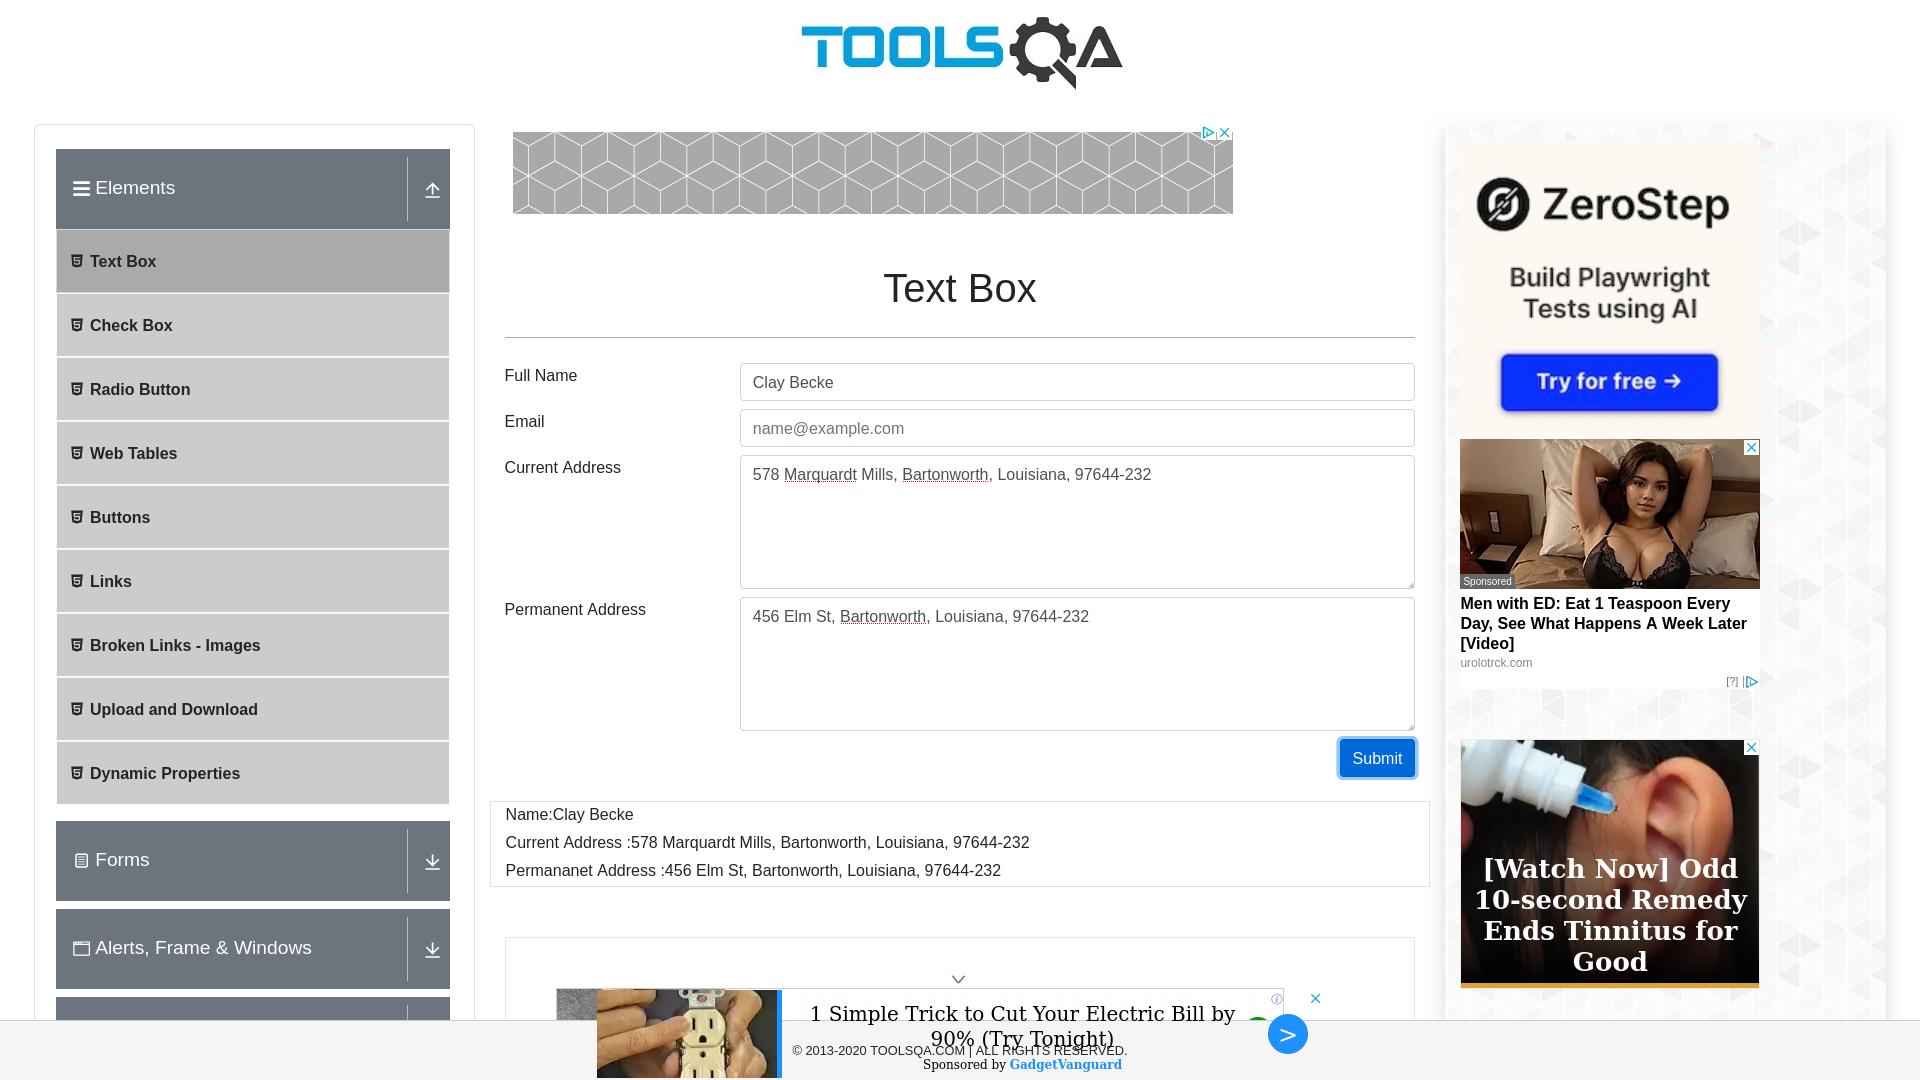 TOOLSQA
Elements
Text Box
Check Box
Radio Button
Web Tables
Buttons
Links
Broken Links - Images
Upload and Download
Dynamic Properties
Forms
Alerts, Frame & Windows
Text Box
Full Name
Clay Becke
Email
name@example.com
Current Address
578 Marquardt Mills, Bartonworth, Louisiana, 97644-232
Permanent Address
456 Elm St, Bartonworth, Louisiana, 97644-232
Submit
Name:Clay Becke
Current Address :578 Marquardt Mills, Bartonworth, Louisiana, 97644-232
Permananet Address :456 Elm St, Bartonworth, Louisiana, 97644-232
ZeroStep
Build Playwright
Tests using AI
Try for free →
Sponsored
Men with ED: Eat 1 Teaspoon Every
Day, See What Happens A Week Later
[Video]
urolotrck.com
[?]
[Watch Now] Odd
10-second Remedy
Ends Tinnitus for
Good
1 Simple Trick to Cut Your Electric Bill by
90% (Try Tonight)
© 2013-2020 TOOLSQA.COM | ALL RIGHTS RESERVED.
Sponsored by GadgetVanguard